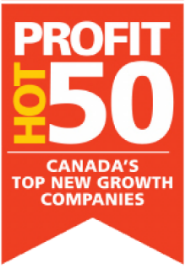 PROFIT
HOT 50
CANADA'S
TOP NEW GROWTH
COMPANIES